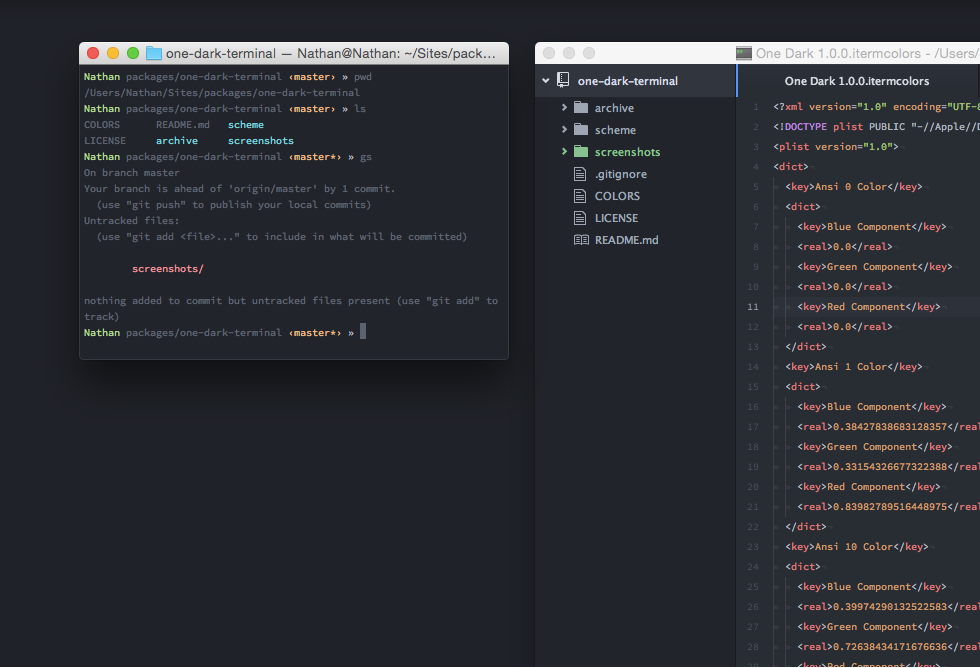 one-dark-terminal — Nathan@Nathan: ~/Sites/pack...
Nathan packages/one-dark-terminal ‹master› » pwd
/Users/Nathan/Sites/packages/one-dark-terminal
Nathan packages/one-dark-terminal ‹master› » ls
COLORS README.md scheme
LICENSE archive screenshots
Nathan packages/one-dark-terminal ‹master*› » gs
On branch master
Your branch is ahead of 'origin/master' by 1 commit.
(use "git push" to publish your local commits)
Untracked files:
(use "git add <file>..." to include in what will be committed)
screenshots/
nothing added to commit but untracked files present (use "git add" to
track)
Nathan packages/one-dark-terminal ‹master*› »
One Dark 1.0.0.itermcolors - /Users/
one-dark-terminal
archive
scheme
screenshots
.gitignore
COLORS
LICENSE
README.md
One Dark 1.0.0.itermcolors
1 <?xml version="1.0" encoding="UTF-8
2 <!DOCTYPE plist PUBLIC "-//Apple//D
3 <plist version="1.0">
4 <dict>
5 <key>Ansi 0 Color</key>
6 <dict>
7 <key>Blue Component</key>
8 <real>0.0</real>
9 <key>Green Component</key>
10 <real>0.0</real>
11 <key>Red Component</key>
12 <real>0.0</real>
13 </dict>
14 <key>Ansi 1 Color</key>
15 <dict>
16 <key>Blue Component</key>
17 <real>0.38427838683128357</real
18 <key>Green Component</key>
19 <real>0.33154326677322388</real
20 <key>Red Component</key>
21 <real>0.83982789516448975</real
22 </dict>
23 <key>Ansi 10 Color</key>
24 <dict>
25 <key>Blue Component</key>
26 <real>0.39974290132522583</real
27 <key>Green Component</key>
28 <real>0.72638434171676636</real
<key>Red Component</key>